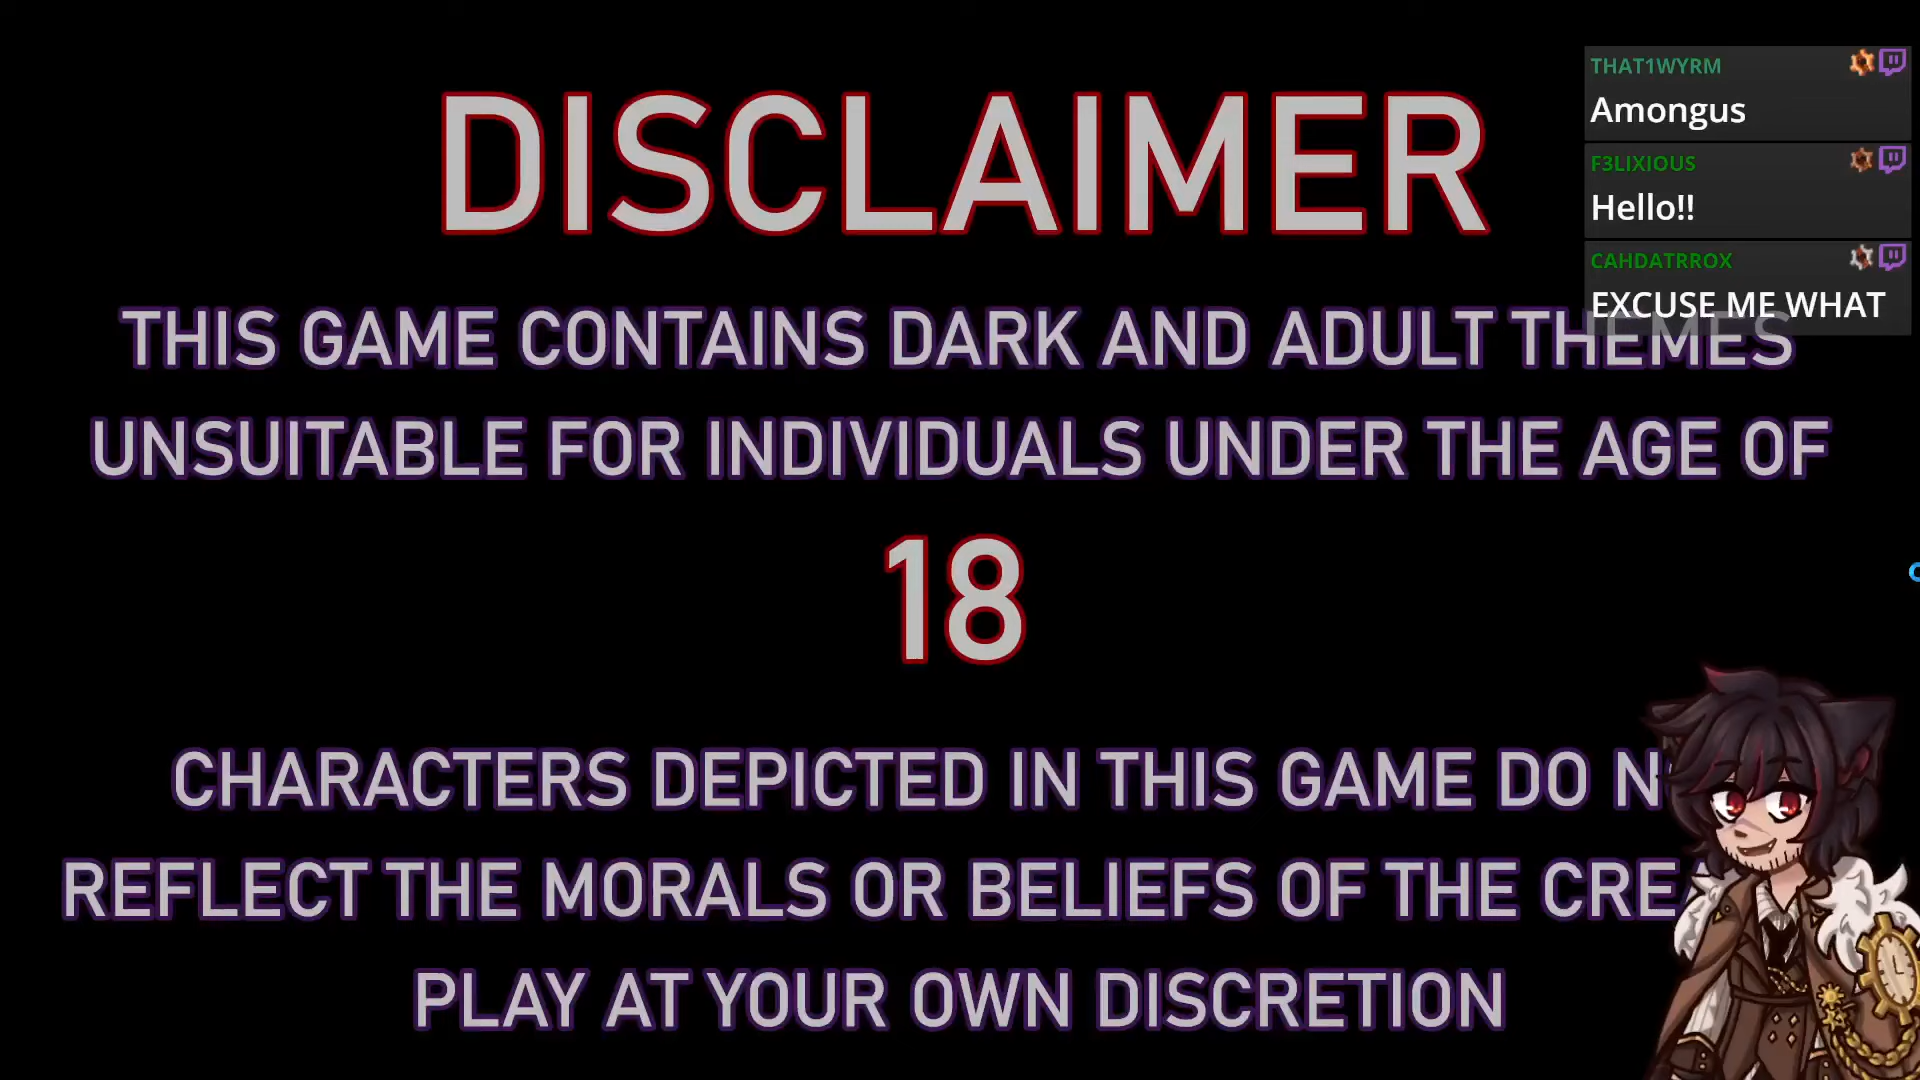 DISCLAIMER
THIS GAME CONTAINS DARK AND ADULT THEMES
UNSUITABLE FOR INDIVIDUALS UNDER THE AGE OF
18
CHARACTERS DEPICTED IN THIS GAME DO
REFLECT THE MORALS OR BELIEFS OF THE
PLAY AT YOUR OWN DISCRETION
THAT1WYRM
Amongus
F3LIXIOUS
Hello!!
CAHDATRROX
EXCUSE ME WHAT